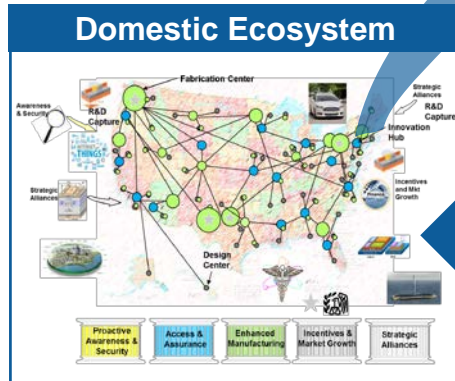 Domestic Ecosystem
Fabrication Center
Strategic
Alliances
Awareness
& Security
R&D
Capture
R&D
Capture
Innovation
Hub
THINGS
Strategic
Alliances
Incentives
and Mkt
Growth
Design
Center
Proactive
Awareness &
Security
Access &
Assurance
Enhanced
Manufacturing
Incentives &
Market Growth
Strategic
Alliances